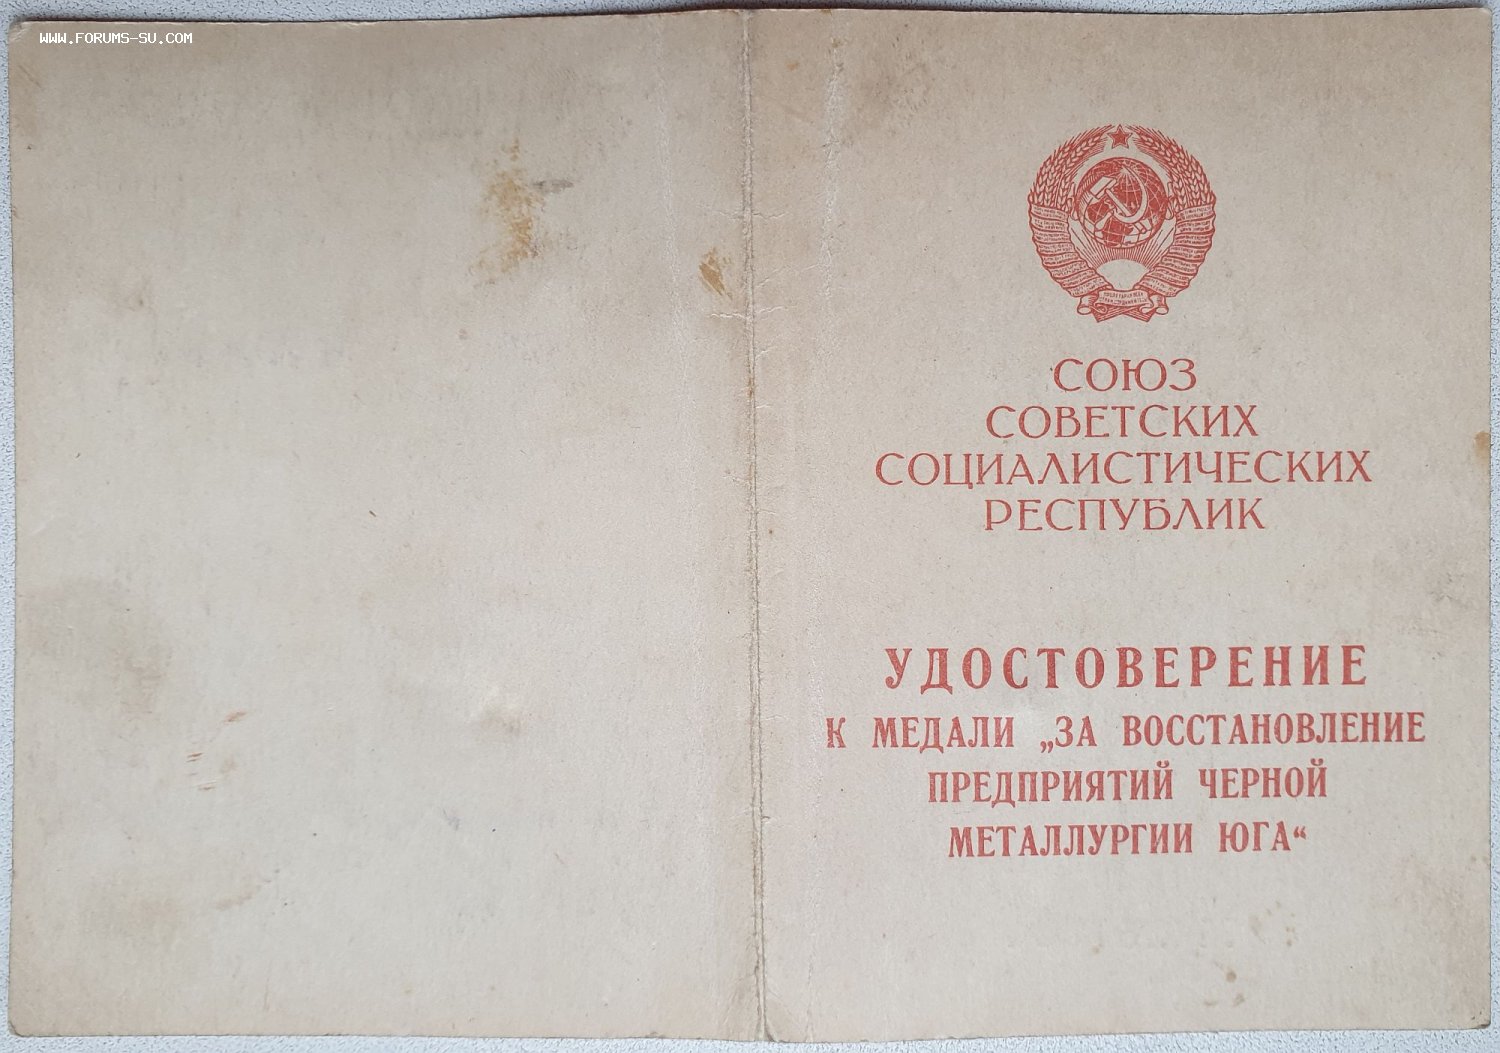 WWW.FORUMS-SU.COM
СОЮЗ
СОВЕТСКИХ
СОЦИАЛИСТИЧЕСКИХ
РЕСПУБЛИК
УДОСТОВЕРЕНИЕ
К МЕДАЛИ „ЗА ВОССТАНОВЛЕНИЕ
ПРЕДПРИЯТИЙ ЧЕРНОЙ
МЕТАЛЛУРГИИ ЮГА“